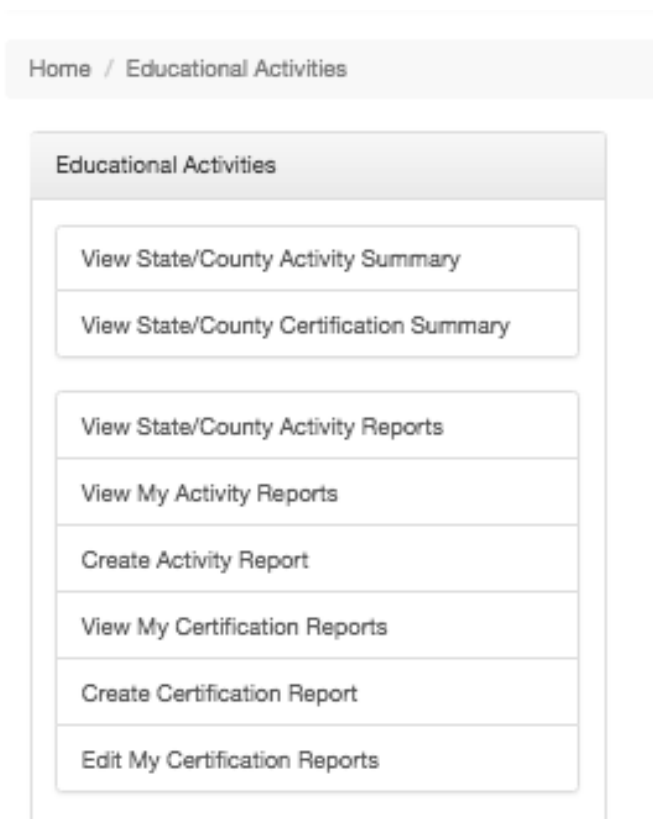 Home / Educational Activities
Educational Activities
View State/County Activity Summary
View State/County Certification Summary
View State/County Activity Reports
View My Activity Reports
Create Activity Report
View My Certification Reports
Create Certification Report
Edit My Certification Reports